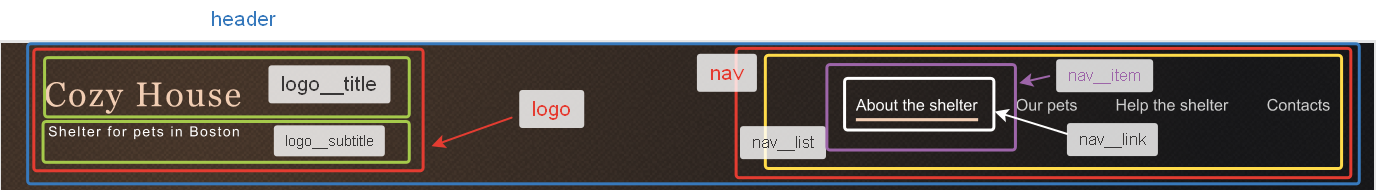 header
Cozy House
logo__title
Shelter for pets in Boston
logo__subtitle
logo
nav
nav__item
About the shelter
Our pets
Help the shelter
Contacts
nav__list
nav__link